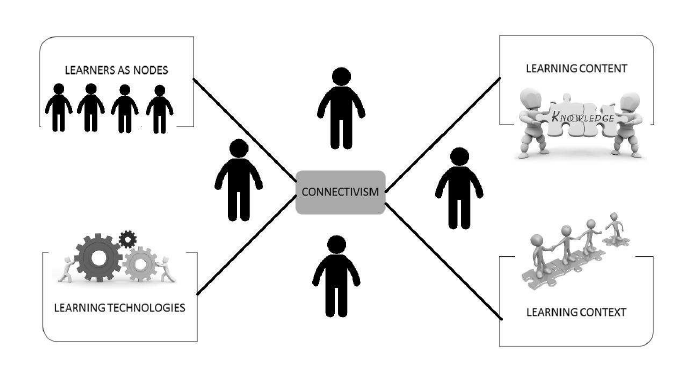 LEARNERS AS NODES
LEARNING CONTENT
KNOWLEDGE
CONNECTIVISM
LEARNING TECHNOLOGIES
LEARNING CONTEXT